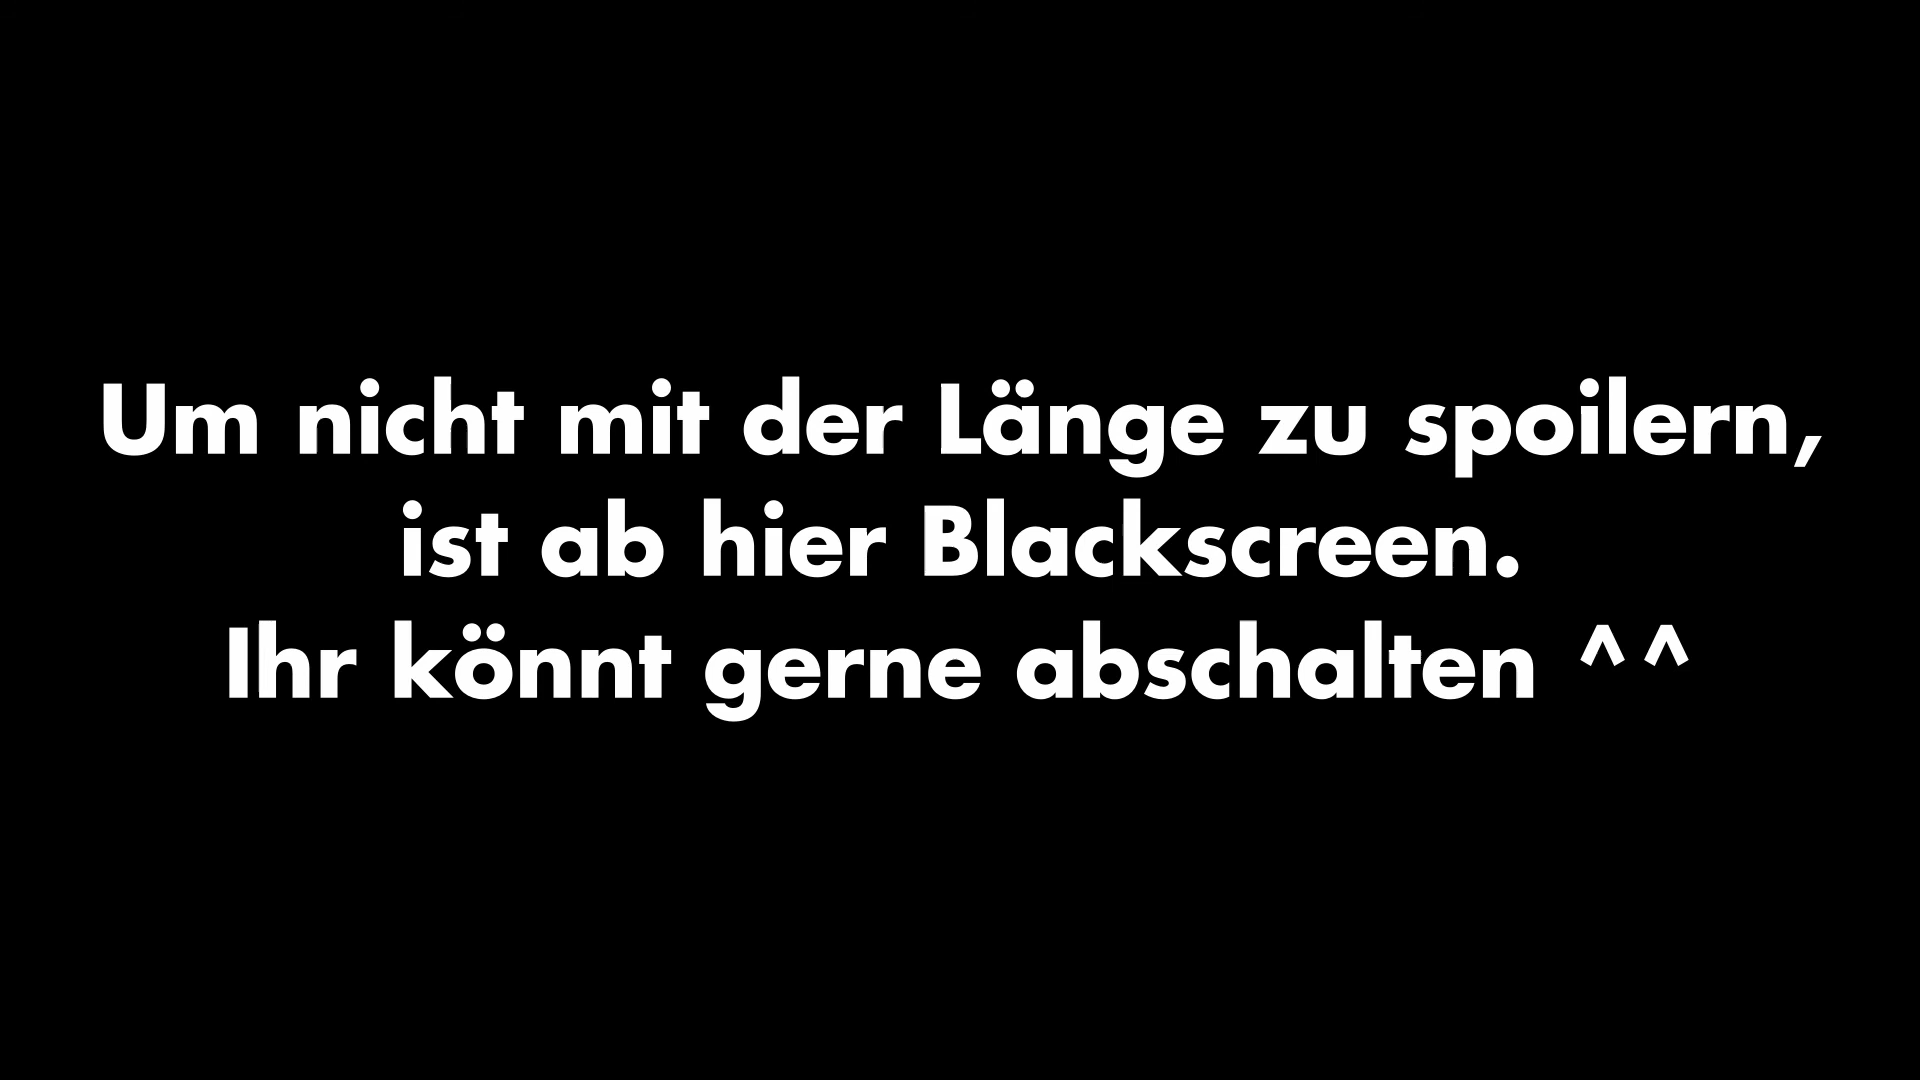 Um nicht mit der Länge zu spoilern,
ist ab hier Blackscreen.
Ihr könnt gerne abschalten ^^